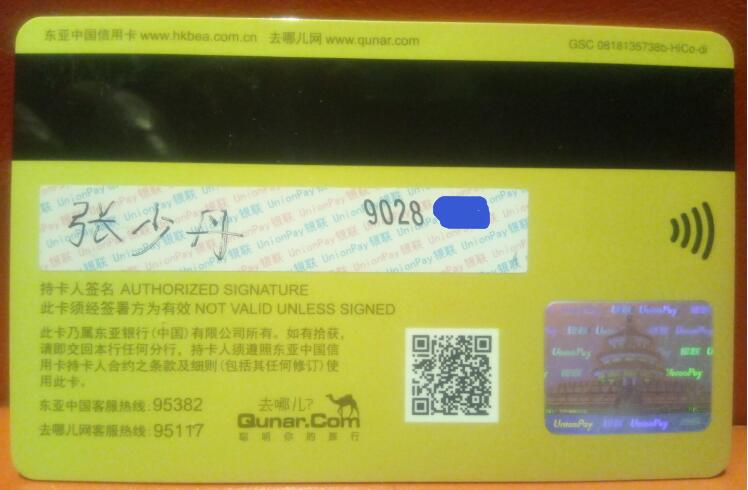 东亚中国信用卡 www.hkbea.com.cn 去哪儿网 www.qunar.com
GSC 0818135738b-HiCo-di
张少丹 9028
持卡人签名 AUTHORIZED SIGNATURE
此卡须经签署方为有效 NOT VALID UNLESS SIGNED
此卡乃属东亚银行(中国)有限公司所有。如有拾获,
请即交回本行任何分行，持卡人须遵照东亚中国信
用卡持卡人合约之条款及细则(包括其任何修订)使
用此卡。
东亚中国客服热线:95382
去哪儿网客服热线:95117
去哪儿?
Qunar.Com
聪明你的旅行
UnionPay 银联